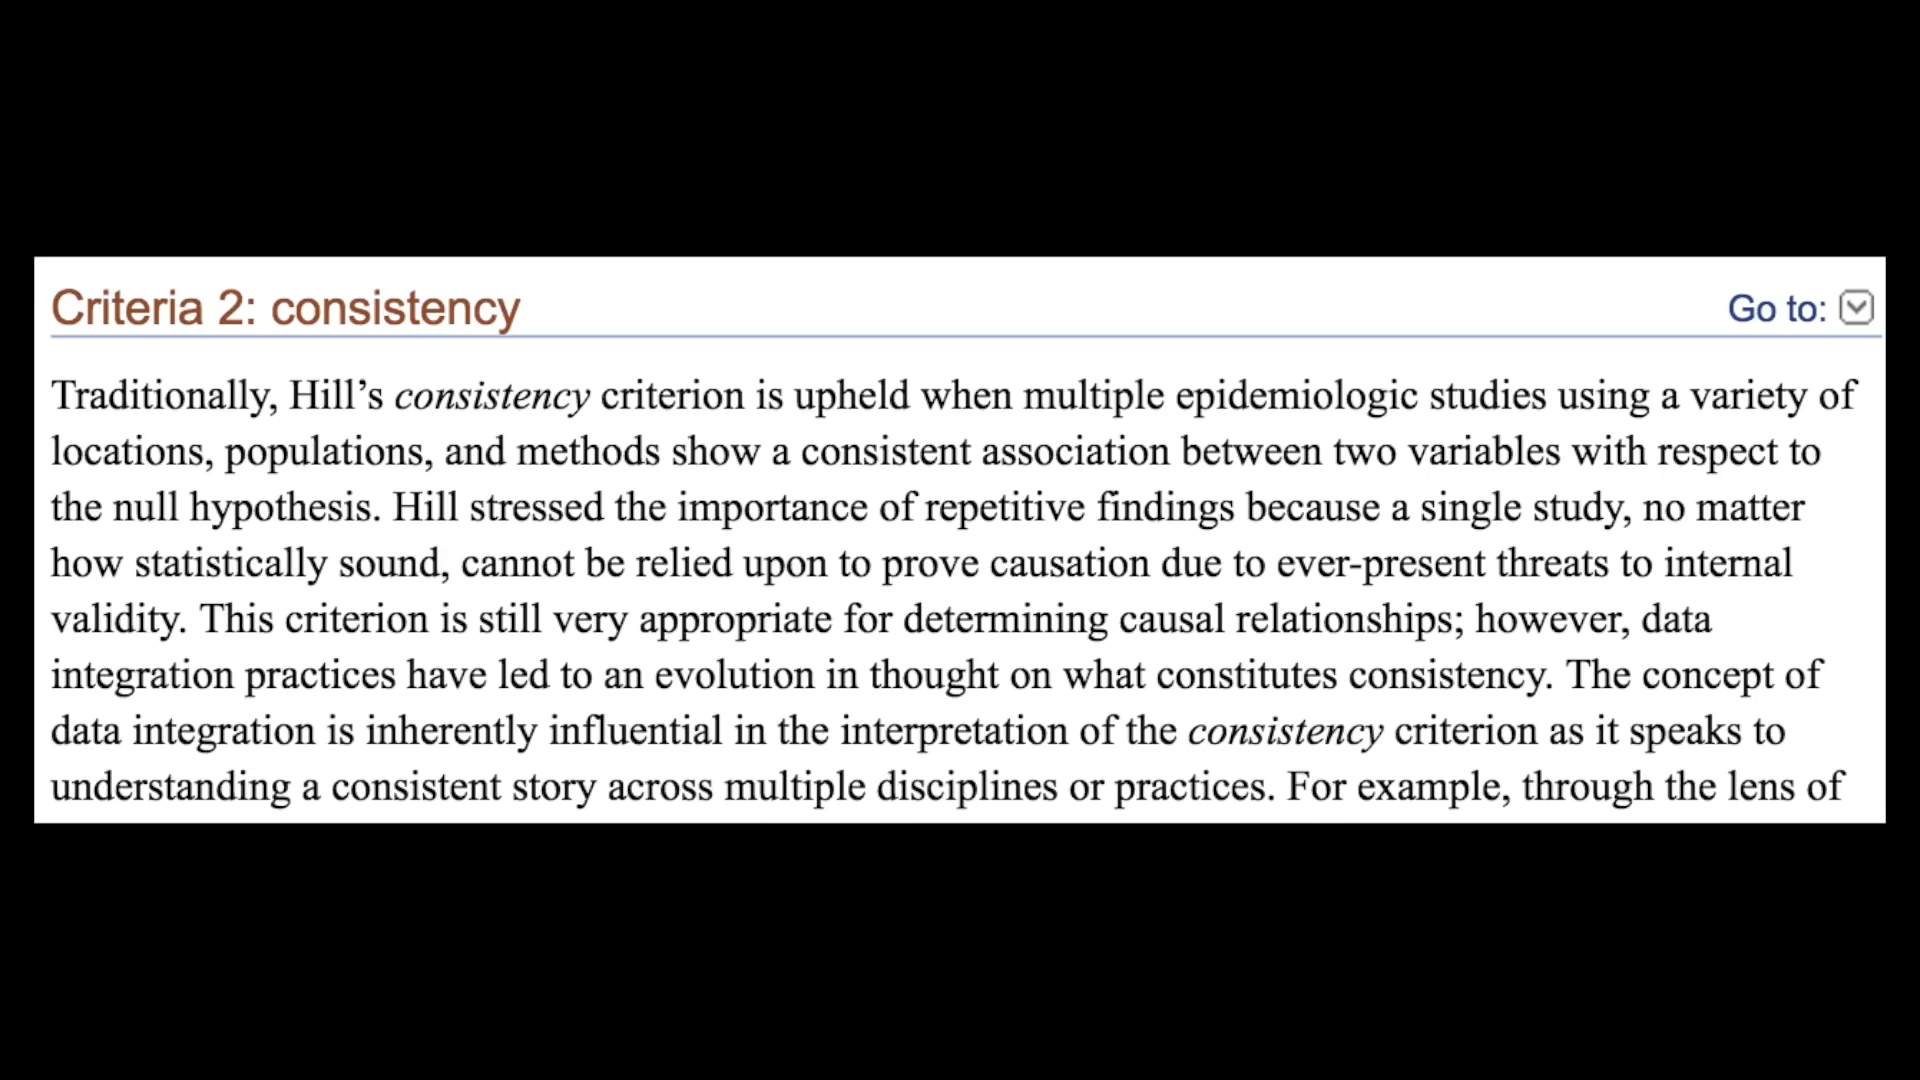 Criteria 2: consistency
Go to:
Traditionally, Hill’s consistency criterion is upheld when multiple epidemiologic studies using a variety of
locations, populations, and methods show a consistent association between two variables with respect to
the null hypothesis. Hill stressed the importance of repetitive findings because a single study, no matter
how statistically sound, cannot be relied upon to prove causation due to ever-present threats to internal
validity. This criterion is still very appropriate for determining causal relationships; however, data
integration practices have led to an evolution in thought on what constitutes consistency. The concept of
data integration is inherently influential in the interpretation of the consistency criterion as it speaks to
understanding a consistent story across multiple disciplines or practices. For example, through the lens of